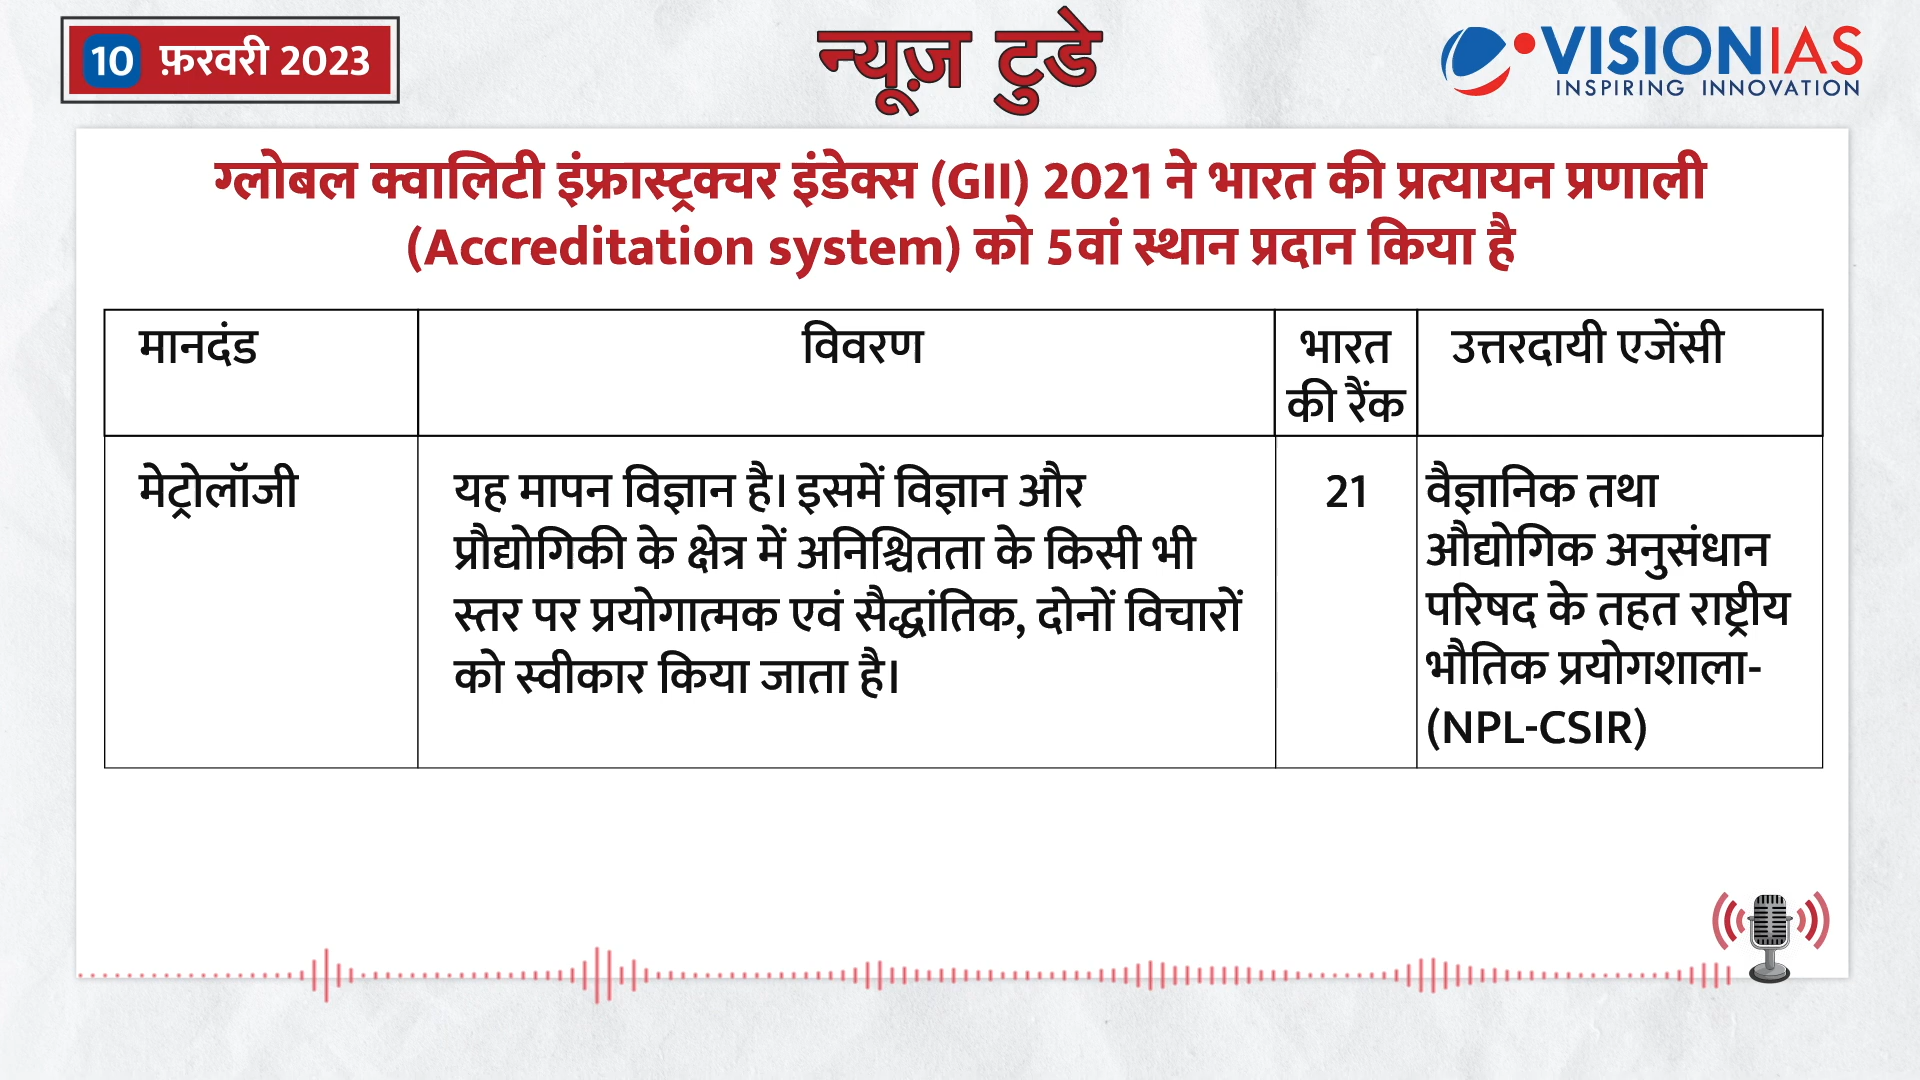 10 फ़रवरी 2023
न्यूज़ टुडे
VISIONIAS
INSPIRING INNOVATION
ग्लोबल क्वालिटी इंफ्रास्ट्रक्चर इंडेक्स (GII) 2021 ने भारत की प्रत्यायन प्रणाली
(Accreditation system) को 5वां स्थान प्रदान किया है
मानदंड
विवरण
भारत
की रैंक
उत्तरदायी एजेंसी
मेट्रोलॉजी
यह मापन विज्ञान है। इसमें विज्ञान और
प्रौद्योगिकी के क्षेत्र में अनिश्चितता के किसी भी
स्तर पर प्रयोगात्मक एवं सैद्धांतिक, दोनों विचारों
को स्वीकार किया जाता है।
21
वैज्ञानिक तथा
औद्योगिक अनुसंधान
परिषद के तहत राष्ट्रीय
भौतिक प्रयोगशाला-
(NPL-CSIR)